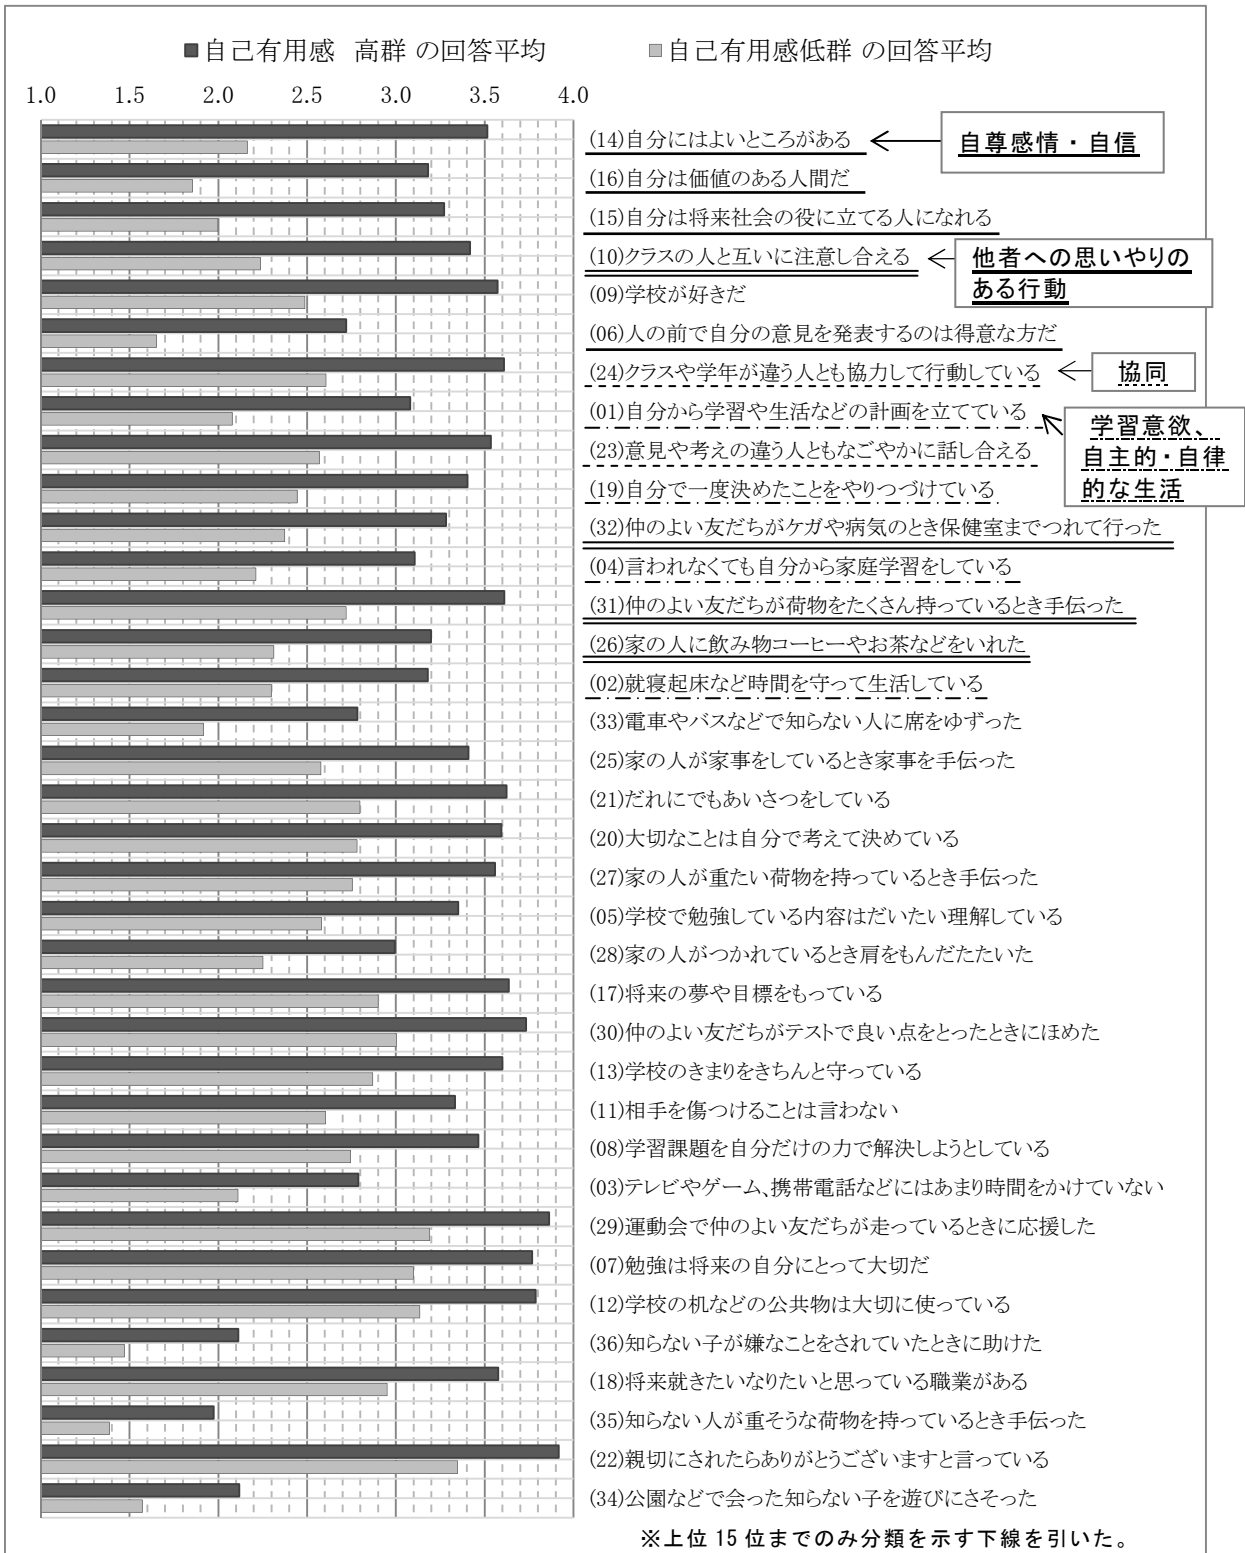 ■自己有用感　高群 の回答平均　■自己有用感低群 の回答平均
1.0 1.5 2.0 2.5 3.0 3.5 4.0
(14)自分にはよいところがある
自尊感情・自信
(16)自分は価値のある人間だ
(15)自分は将来社会の役に立てる人になれる
(10)クラスの人と互いに注意し合える
他者への思いやりの
ある行動
(09)学校が好きだ
(06)人の前で自分の意見を発表するのは得意な方だ
(24)クラスや学年が違う人とも協力して行動している
協同
(01)自分から学習や生活などの計画を立てている
学習意欲、
自主的・自律
的な生活
(23)意見や考えの違う人ともなごやかに話し合える
(19)自分で一度決めたことをやりつづけている
(32)仲のよい友だちがケガや病気のとき保健室までつれて行った
(04)言われなくても自分から家庭学習をしている
(31)仲のよい友だちが荷物をたくさん持っているとき手伝った
(26)家の人に飲み物コーヒーやお茶などをいれた
(02)就寝起床など時間を守って生活している
(33)電車やバスなどで知らない人に席をゆずった
(25)家の人が家事をしているとき家事を手伝った
(21)だれにでもあいさつをしている
(20)大切なことは自分で考えて決めている
(27)家の人が重たい荷物を持っているとき手伝った
(05)学校で勉強している内容はだいたい理解している
(28)家の人がつかれているとき肩をもんだたたいた
(17)将来の夢や目標をもっている
(30)仲のよい友だちがテストで良い点をとったときにほめた
(13)学校のきまりをきちんと守っている
(11)相手を傷つけることは言わない
(08)学習課題を自分だけの力で解決しようとしている
(03)テレビやゲーム、携帯電話などにはあまり時間をかけていない
(29)運動会で仲のよい友だちが走っているときに応援した
(07)勉強は将来の自分にとって大切だ
(12)学校の机などの公共物は大切に使っている
(36)知らない子が嫌なことをされていたときに助けた
(18)将来就きたいなりたいと思っている職業がある
(35)知らない人が重そうな荷物を持っているとき手伝った
(22)親切にされたらありがとうございますと言っている
(34)公園などで会った知らない子を遊びにさそった
※上位 15 位までのみ分類を示す下線を引いた。